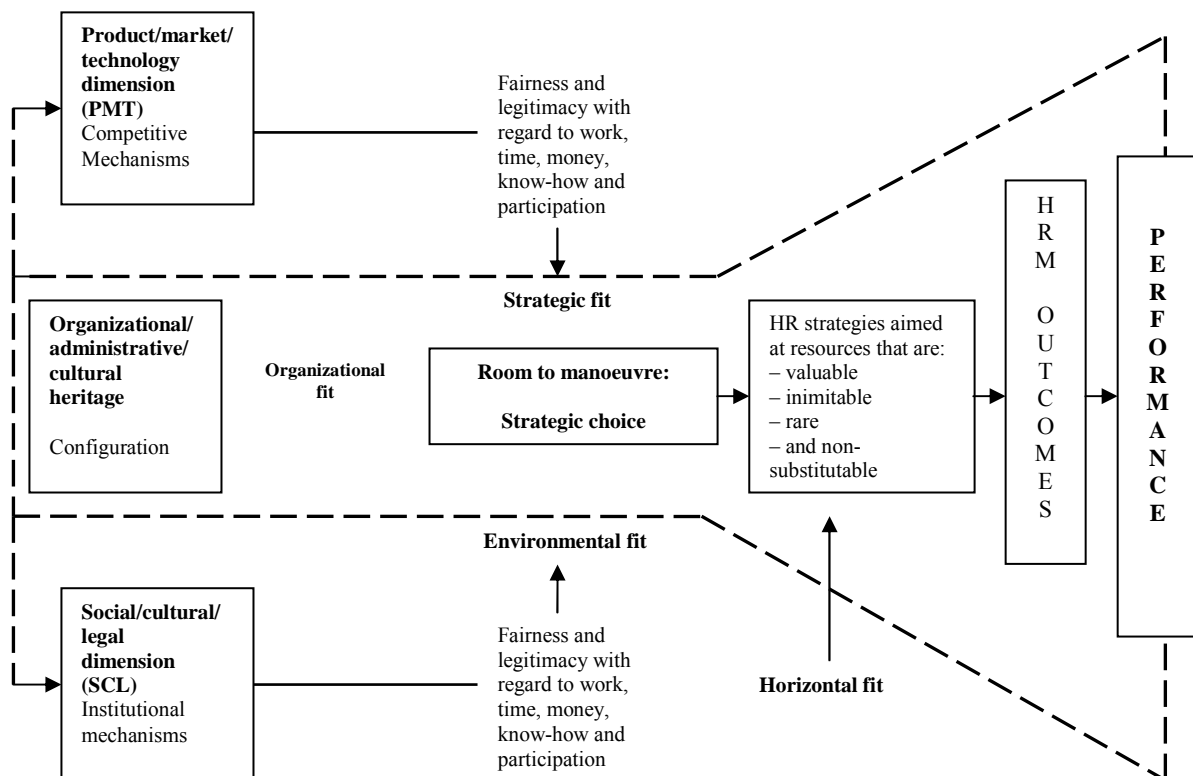 Product/market/
technology
dimension
(PMT)
Competitive
Mechanisms
Fairness and
legitimacy with
regard to work,
time, money,
know-how and
participation
Strategic fit
Organizational/
administrative/
cultural
heritage
Configuration
Organizational
fit
Room to manoeuvre:
Strategic choice
HR strategies aimed
at resources that are:
– valuable
– inimitable
– rare
– and non-
substitutable
HRM OUTCOMES
PERFORMANCE
Environmental fit
Social/cultural/
legal
dimension
(SCL)
Institutional
mechanisms
Fairness and
legitimacy with
regard to work,
time, money,
know-how and
participation
Horizontal fit